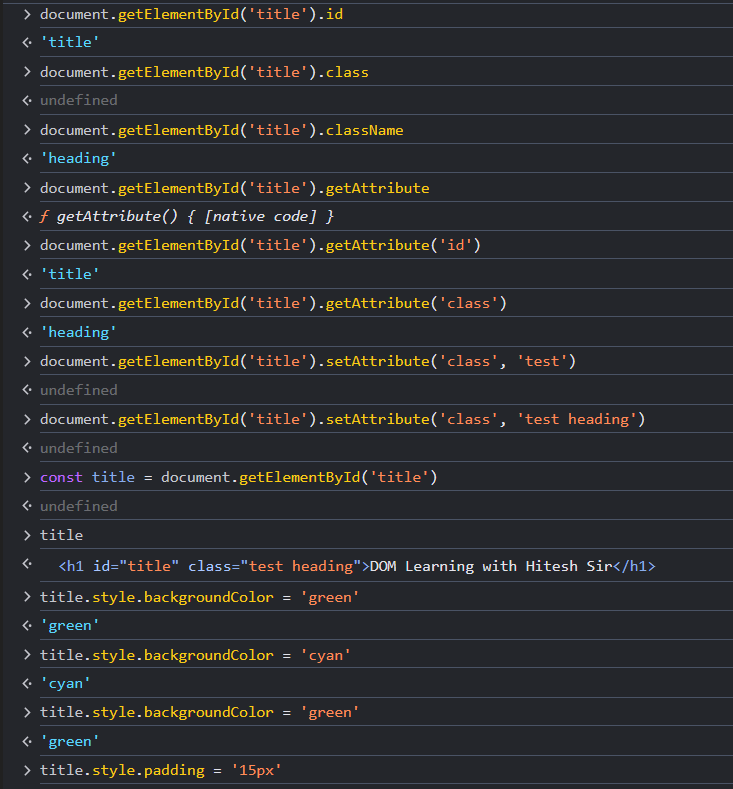 > document.getElementById('title').id
<· 'title'
> document.getElementById('title').class
<· undefined
> document.getElementById('title').className
<· 'heading'
> document.getElementById('title').getAttribute
<· ƒ getAttribute() { [native code] }
> document.getElementById('title').getAttribute('id')
<· 'title'
> document.getElementById('title').getAttribute('class')
<· 'heading'
> document.getElementById('title').setAttribute('class', 'test')
<· undefined
> document.getElementById('title').setAttribute('class', 'test heading')
<· undefined
> const title = document.getElementById('title')
<· undefined
> title
<· <h1 id="title" class="test heading">DOM Learning with Hitesh Sir</h1>
> title.style.backgroundColor = 'green'
<· 'green'
> title.style.backgroundColor = 'cyan'
<· 'cyan'
> title.style.backgroundColor = 'green'
<· 'green'
> title.style.padding = '15px'